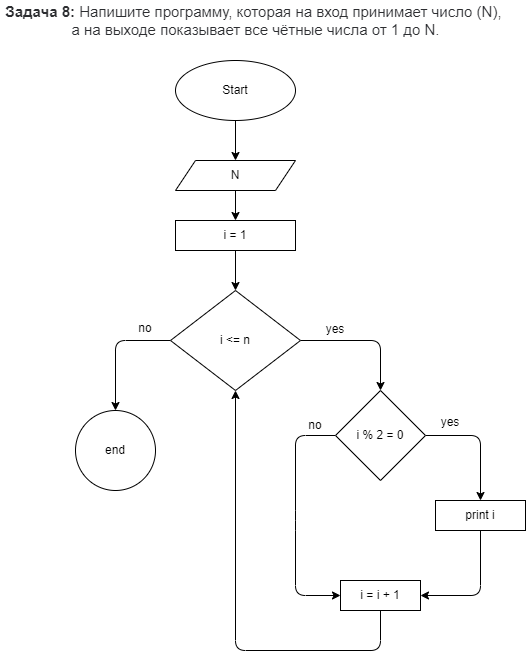 Задача 8: Напишите программу, которая на вход принимает число (N),
а на выходе показывает все чётные числа от 1 до N.
Start
N
i = 1
i <= n
no
yes
end
i % 2 = 0
no
yes
print i
i = i + 1